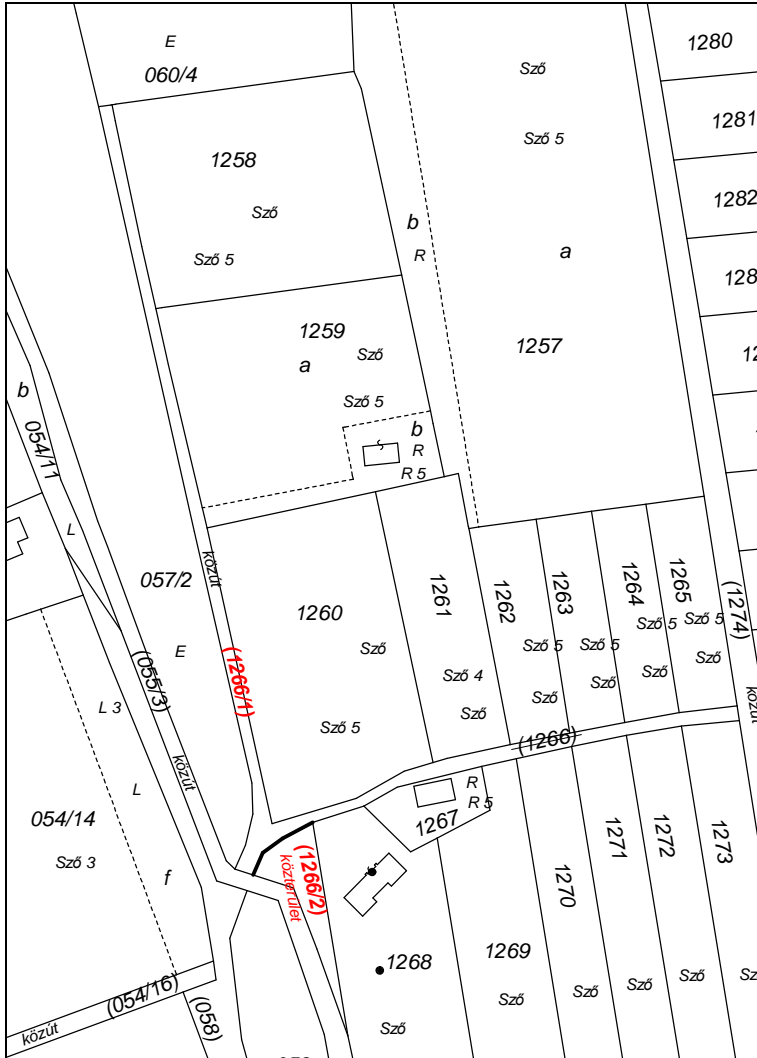 E
060/4
Sző
Sző 5
1280
1281
1258
Sző
Sző 5
1282
b
R
a
1259
a
Sző
Sző 5
1257
b
054/11
L
b
R
R 5
057/2
E
közút
(1266/1)
1260
Sző
Sző 5
1261
Sző 4
Sző
1262
Sző 5
Sző
1263
Sző 5
Sző
1264
Sző 5
Sző
1265
Sző 5
Sző
(1274)
közút
(055/3)
közút
L 3
L
054/14
Sző 3
f
(1266)
R
R 5
1267
(1266/2)
közterület
1268
Sző
1269
Sző
1270
Sző
1271
Sző
1272
Sző
1273
(054/16)
közút
(058)